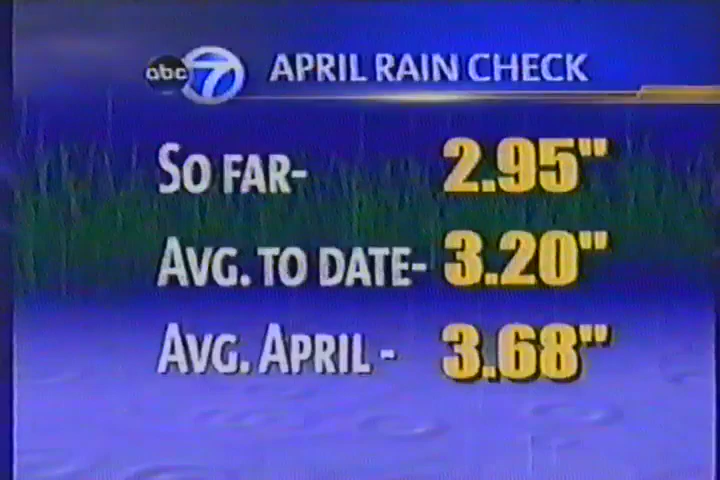 abc 7 APRIL RAIN CHECK
SO FAR- 2.95"
AVG. TO DATE- 3.20"
AVG. APRIL - 3.68"